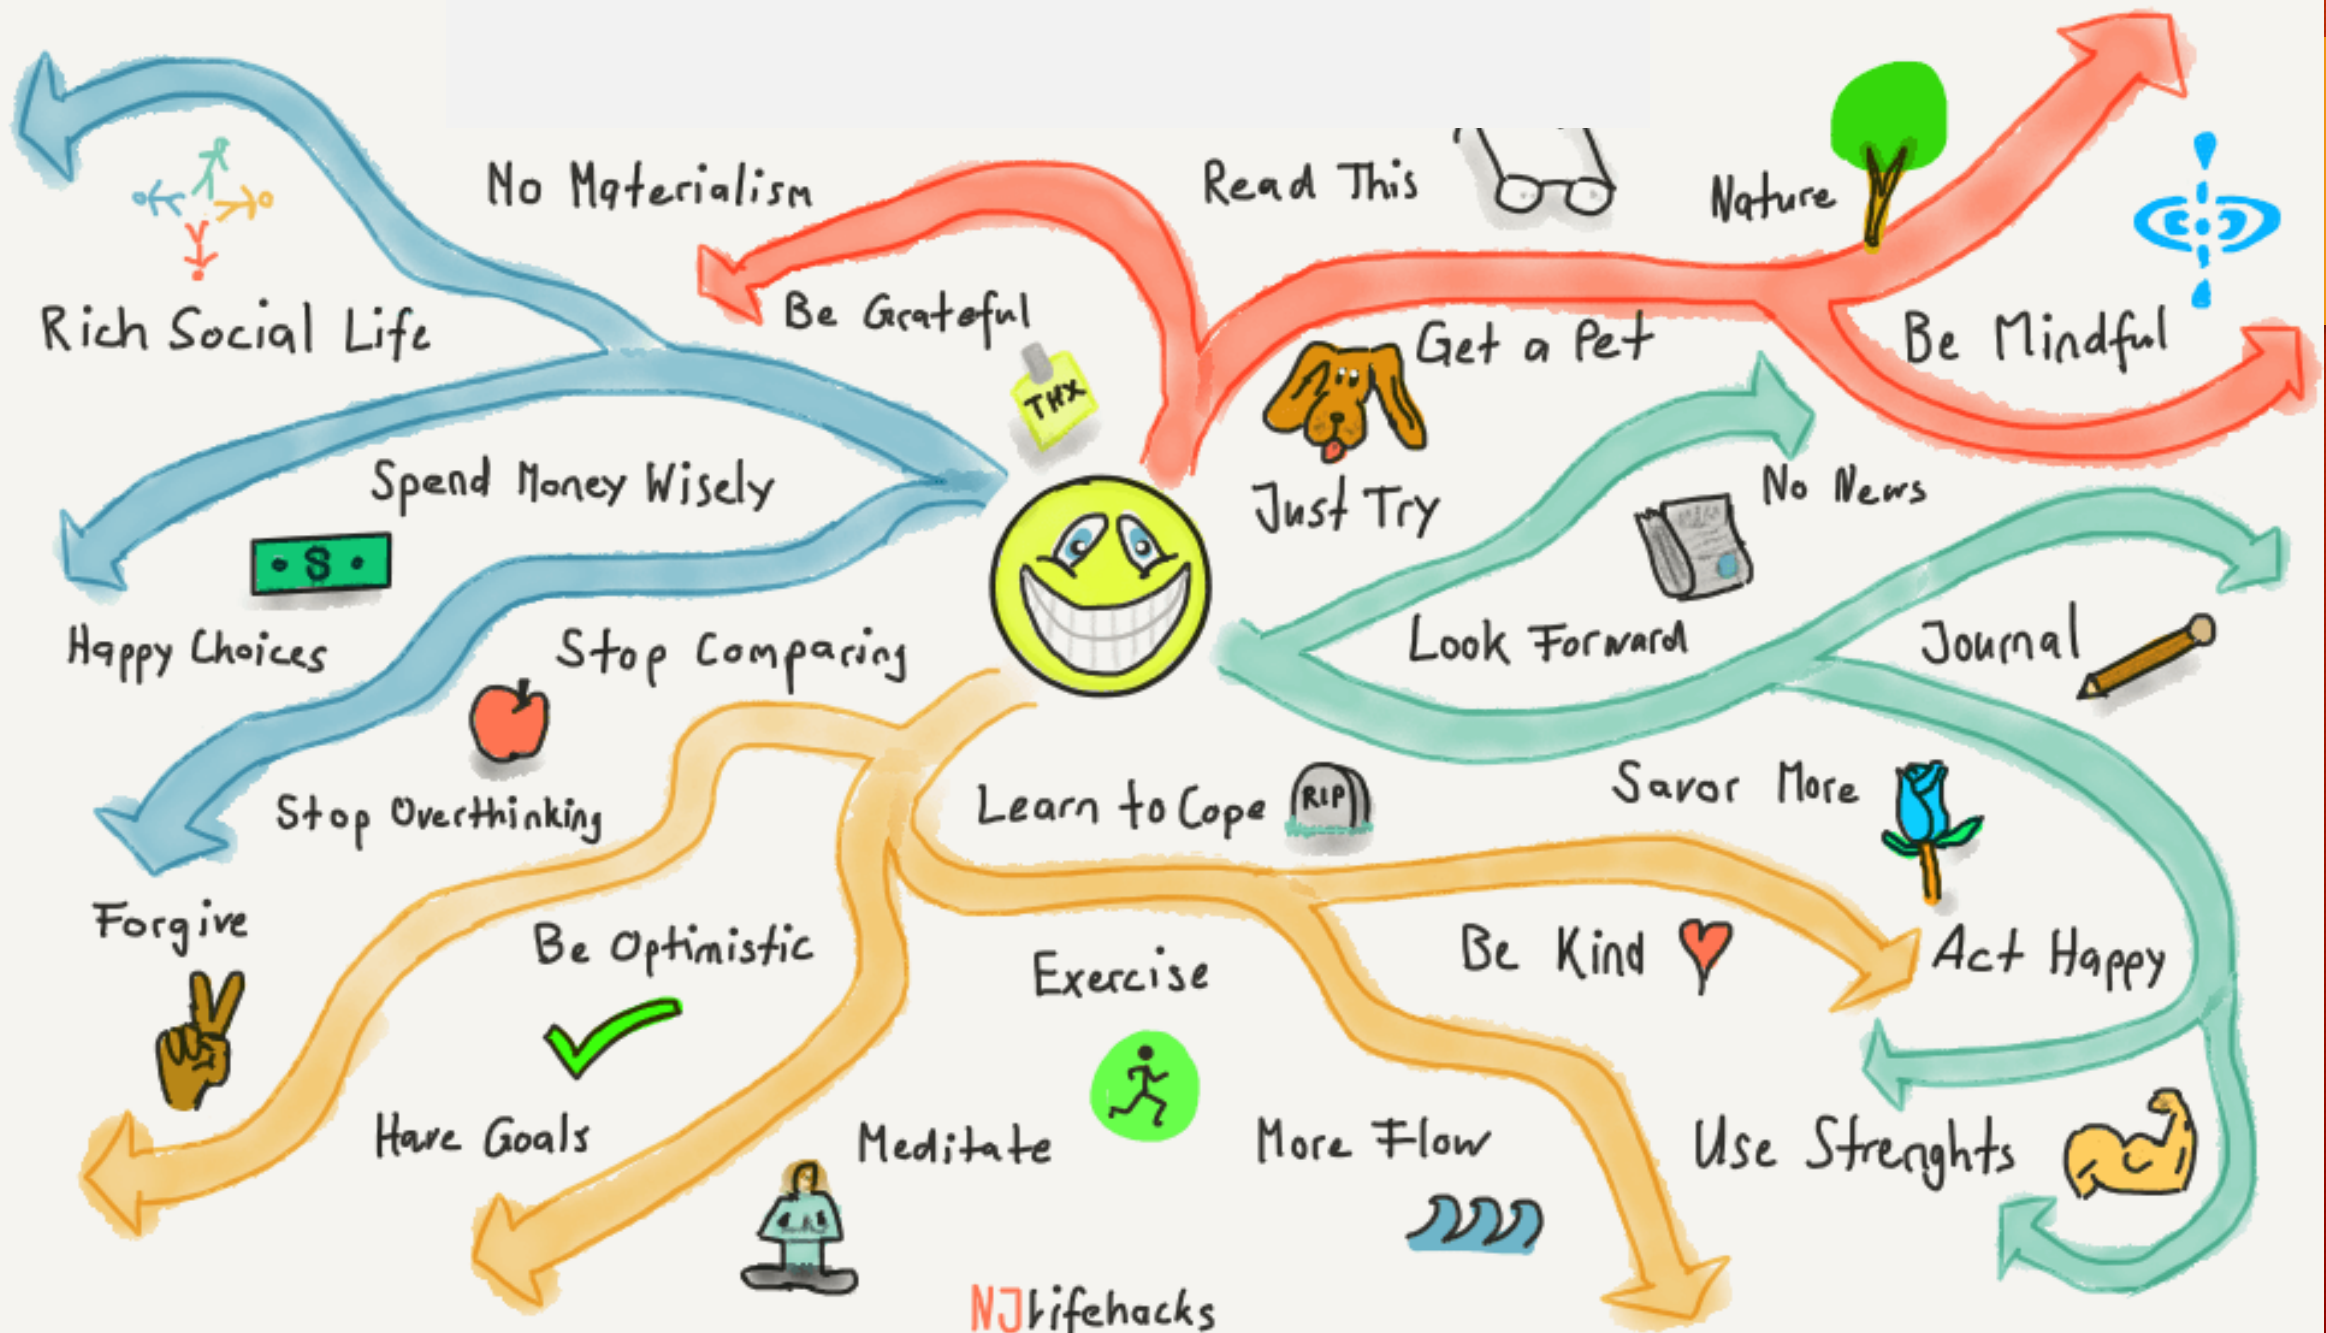 No Materialism
Read This
Nature
Be Grateful
Rich Social Life
Get a Pet
Be Mindful
THX
Spend Money Wisely
Just Try
No News
$
Happy Choices
Stop Comparing
Look Forward
Journal
Stop Overthinking
Learn to Cope
RIP
Savor More
Forgive
Be Optimistic
Exercise
Be Kind
Act Happy
Have Goals
Meditate
More Flow
Use Strenghts
NJlifehacks